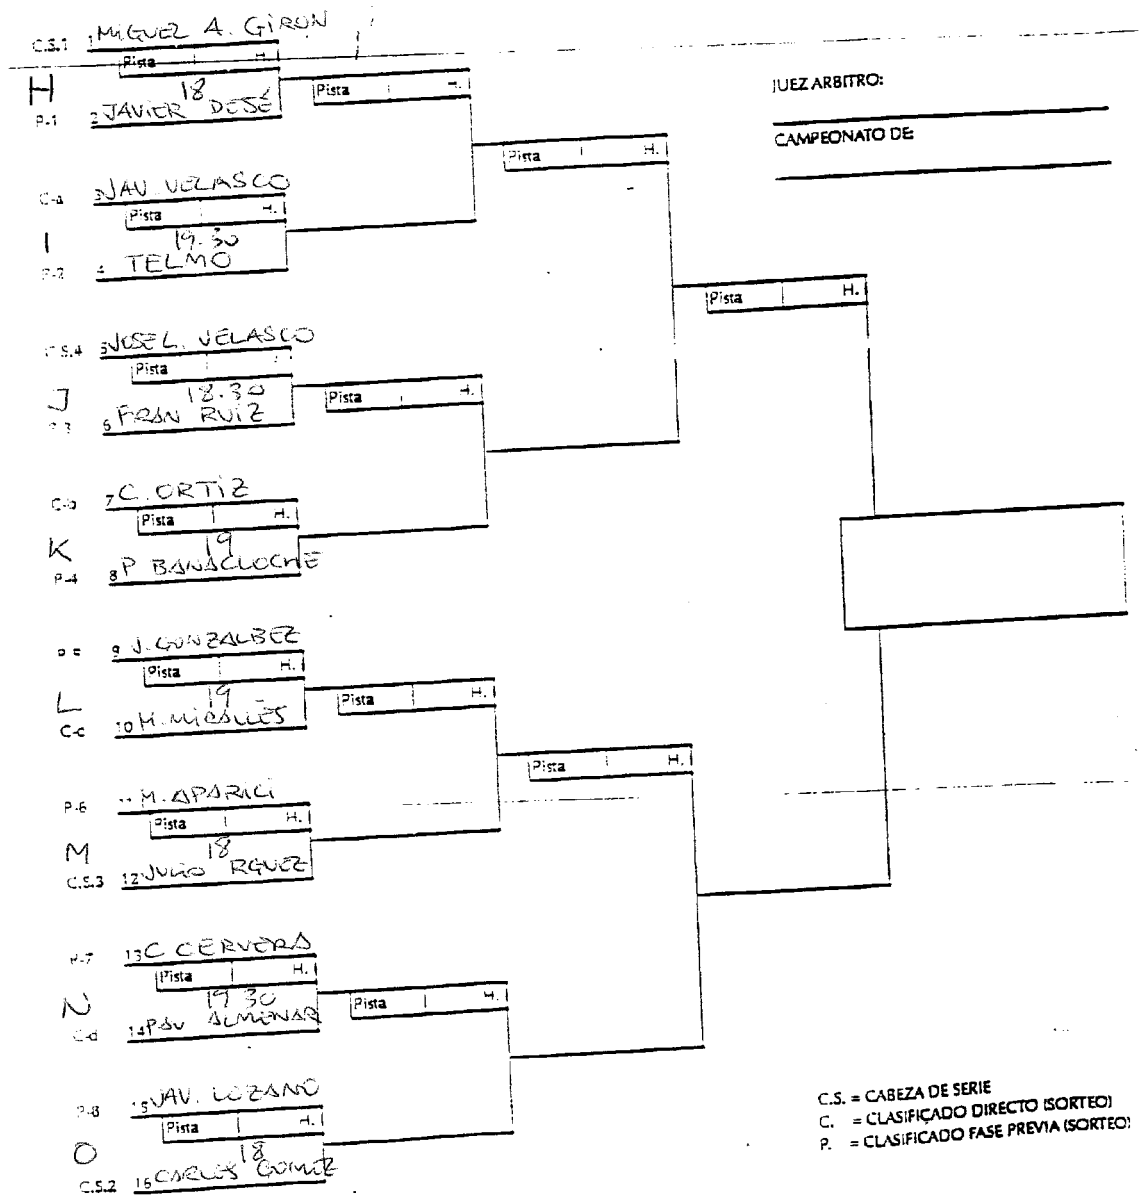 C.S.1 1 MIGUEZ A. GIRON
Pista H.
H 18
P-1 2 JAVIER DESÉ
Pista H.
JUEZ ARBITRO:
CAMPEONATO DE:
Pista H.
C-a 3 JAV. VELASCO
Pista H.
I 19.30
P-2 4 TELMO
Pista H.
C.S.4 5 JOSE L. VELASCO
Pista
J 18.30
P-3 6 FRAN RUIZ
Pista H.
C-b 7 C. ORTIZ
Pista H.
K 19
P-4 8 P BANACLOCHE
9 J. GONZALBEZ
Pista H.
L 19
C-c 10 M. MIRALLES
Pista H.
Pista H.
P-6 M. APARICI
Pista H.
M 18
C.S.3 12 JULIO RGUEZ
P-7 13 C CERVERA
Pista H.
N 19 30
C-d 14 PAU ALMENAR
Pista H.
P-8 15 JAV. LOZANO
Pista H.
O 18
C.S.2 16 CARLOS GOMEZ
C.S. = CABEZA DE SERIE
C. = CLASIFICADO DIRECTO (SORTEO)
P. = CLASIFICADO FASE PREVIA (SORTEO)